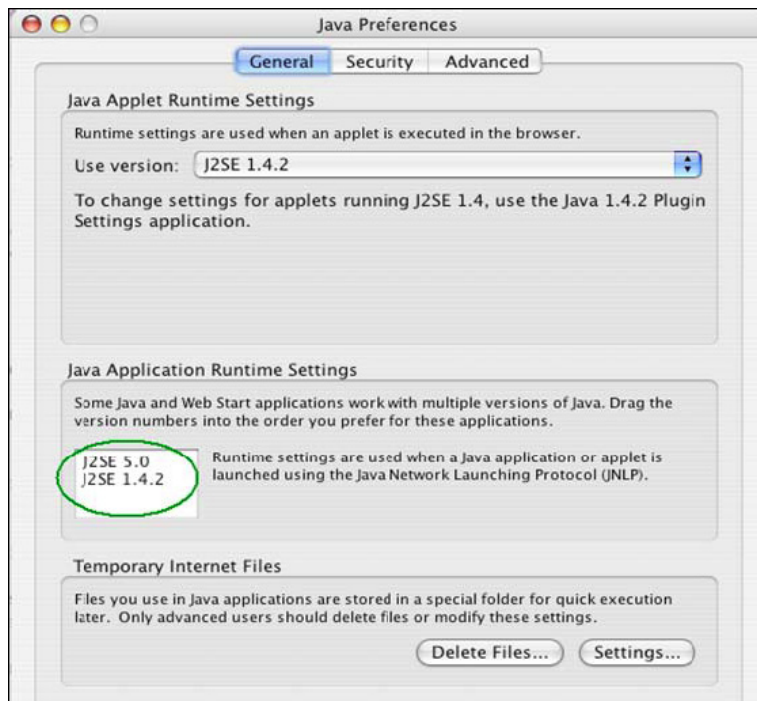 Java Preferences
General Security Advanced
Java Applet Runtime Settings
Runtime settings are used when an applet is executed in the browser.
Use version: J2SE 1.4.2
To change settings for applets running J2SE 1.4, use the Java 1.4.2 Plugin
Settings application.
Java Application Runtime Settings
Some Java and Web Start applications work with multiple versions of Java. Drag the
version numbers into the order you prefer for these applications.
J2SE 5.0
J2SE 1.4.2
Runtime settings are used when a Java application or applet is
launched using the Java Network Launching Protocol (JNLP).
Temporary Internet Files
Files you use in Java applications are stored in a special folder for quick execution
later. Only advanced users should delete files or modify these settings.
Delete Files... Settings...